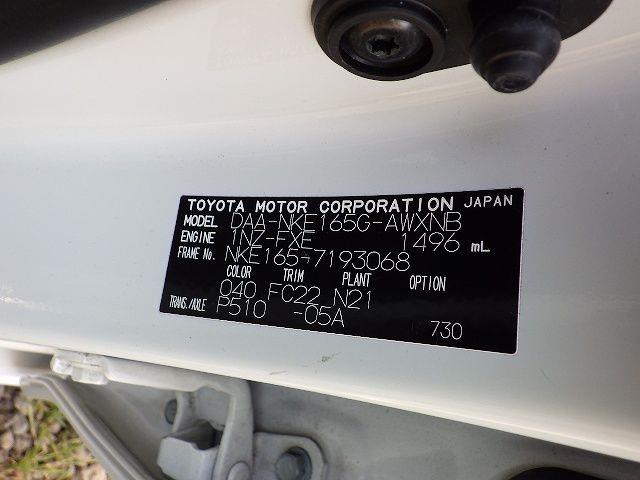 TOYOTA MOTOR CORPORATION JAPAN
MODEL DAA-NKE165G-AWXNB
ENGINE 1NZ-FXE 1496 mL
FRAME No. NKE165-7193068
COLOR TRIM PLANT OPTION
040 FC22 N21
TRANS./AXLE P510 -05A
730